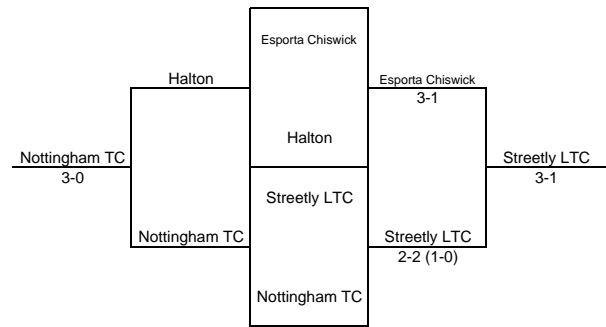 Esporta Chiswick
Halton
Esporta Chiswick
3-1
Halton
Nottingham TC
3-0
Streetly LTC
3-1
Streetly LTC
Nottingham TC
Streetly LTC
2-2 (1-0)
Nottingham TC